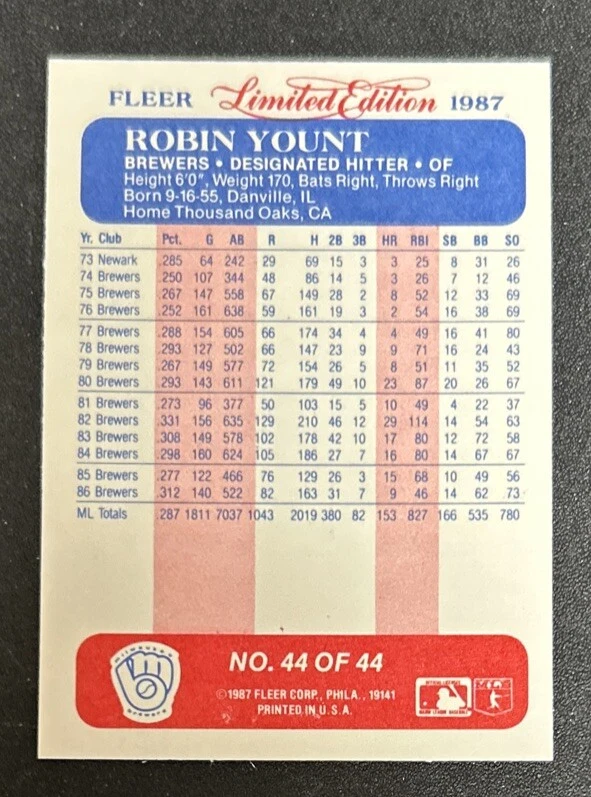 FLEER Limited Edition 1987
ROBIN YOUNT
BREWERS • DESIGNATED HITTER • OF
Height 6'0", Weight 170, Bats Right, Throws Right
Born 9-16-55, Danville, IL
Home Thousand Oaks, CA
Yr. Club Pct. G AB R H 2B 3B HR RBI SB BB SO
73 Newark .285 64 242 29 69 15 3 3 25 8 31 26
74 Brewers .250 107 344 48 86 14 5 3 26 7 12 46
75 Brewers .267 147 558 67 149 28 2 8 52 12 33 69
76 Brewers .252 161 638 59 161 19 3 2 54 16 38 69
77 Brewers .288 154 605 66 174 34 4 4 49 16 41 80
78 Brewers .293 127 502 66 147 23 9 9 71 16 24 43
79 Brewers .267 149 577 72 154 26 5 8 51 11 35 52
80 Brewers .293 143 611 121 179 49 10 23 87 20 26 67
81 Brewers .273 96 377 50 103 15 5 10 49 4 22 37
82 Brewers .331 156 635 129 210 46 12 29 114 14 54 63
83 Brewers .308 149 578 102 178 42 10 17 80 12 72 58
84 Brewers .298 160 624 105 186 27 7 16 80 14 67 67
85 Brewers .277 122 466 76 129 26 3 15 68 10 49 56
86 Brewers .312 140 522 82 163 31 7 9 46 14 62 73
ML Totals .287 1811 7037 1043 2019 380 82 153 827 166 535 780
milwaukee
brewers
NO. 44 OF 44
©1987 FLEER CORP., PHILA., 19141
PRINTED IN U.S.A.